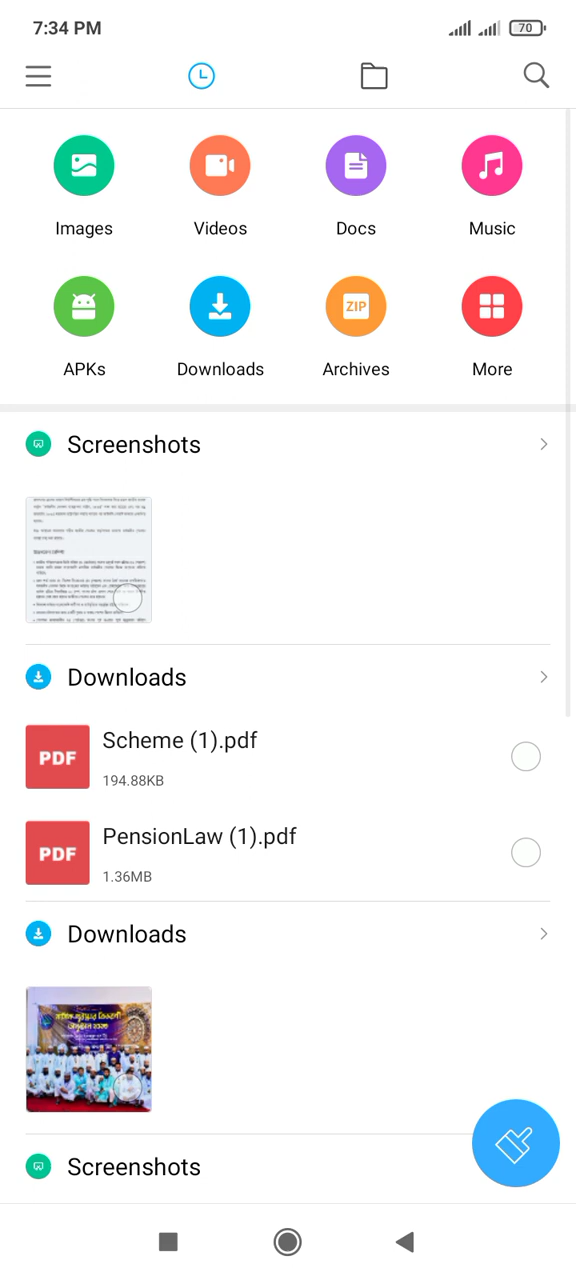 7:34 PM
70
Images
Videos
Docs
Music
ZIP
APKs
Downloads
Archives
More
Screenshots
Downloads
PDF
Scheme (1).pdf
194.88KB
PDF
PensionLaw (1).pdf
1.36MB
Downloads
Screenshots